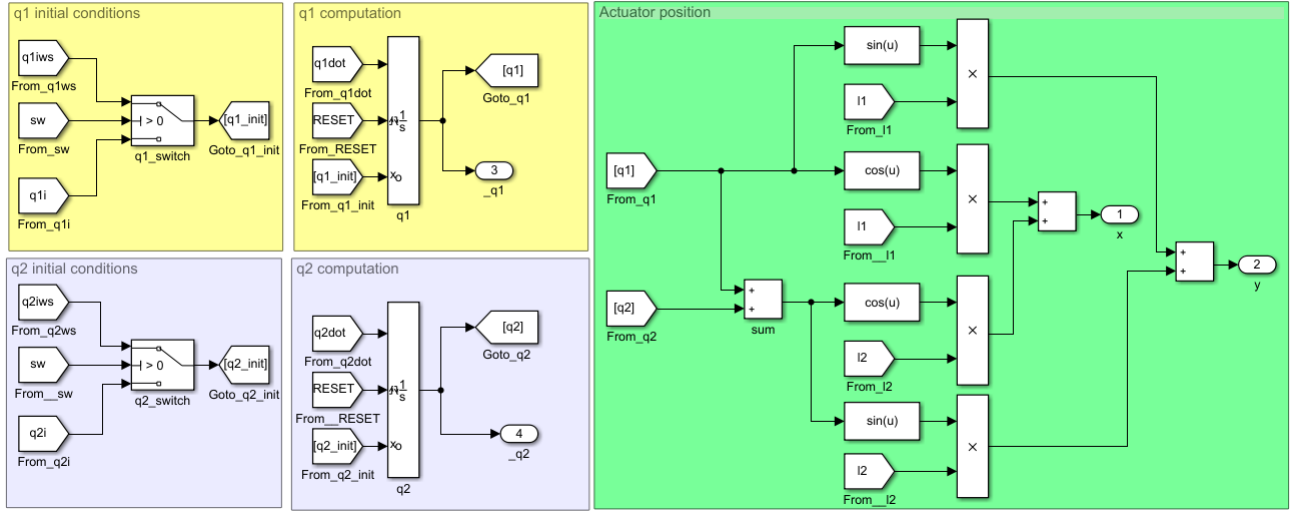 q1 initial conditions
q1iws
From_q1ws
sw
From_sw
q1i
From_q1i
> 0
q1_switch
[q1_init]
Goto_q1_init
q1 computation
q1dot
From_q1dot
RESET
From_RESET
[q1_init]
From_q1_init
1
s
xo
q1
[q1]
Goto_q1
3
_q1
q2 initial conditions
q2iws
From_q2ws
sw
From__sw
q2i
From_q2i
> 0
q2_switch
[q2_init]
Goto_q2_init
q2 computation
q2dot
From_q2dot
RESET
From__RESET
[q2_init]
From_q2_init
1
s
xo
q2
[q2]
Goto_q2
4
_q2
Actuator position
[q1]
From_q1
[q2]
From_q2
+
+
sum
sin(u)
l1
From_l1
×
cos(u)
l1
From__l1
×
cos(u)
l2
From_l2
×
sin(u)
l2
From__l2
×
+
+
1
x
+
+
2
y